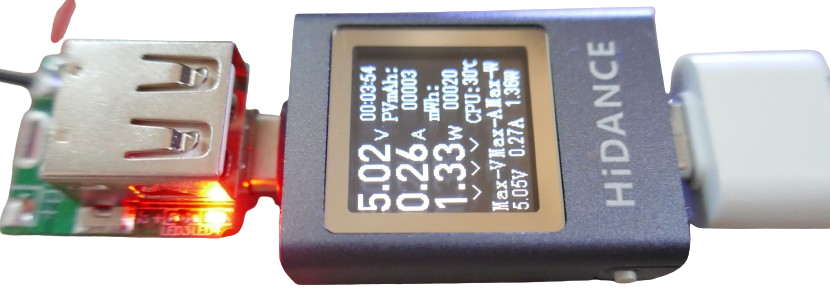 5.02V
0.26A
1.33W
00:03:54
PVmAh:
00003
mWh:
00020
CPU:30℃
Max-V Max-A Max-W
5.05V 0.27A 1.36W
HiDANCE